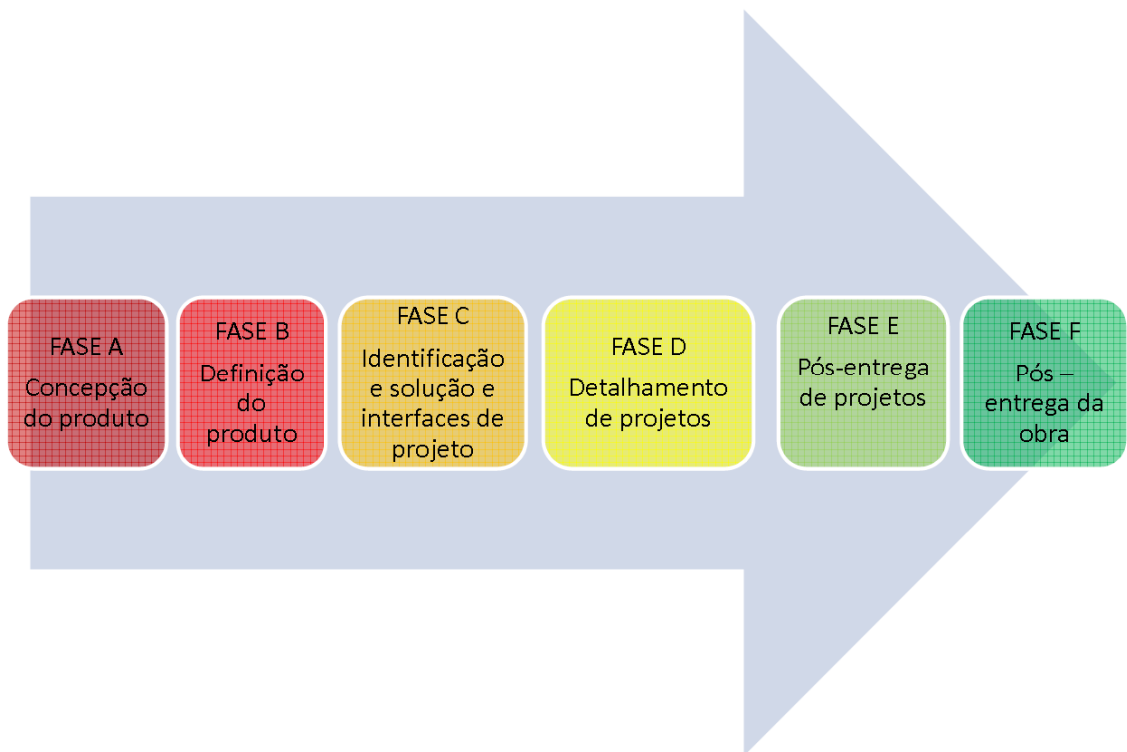 FASE A
Concepção
do produto
FASE B
Definição
do
produto
FASE C
Identificação
e solução e
interfaces de
projeto
FASE D
Detalhamento
de projetos
FASE E
Pós-entrega
de projetos
FASE F
Pós –
entrega da
obra